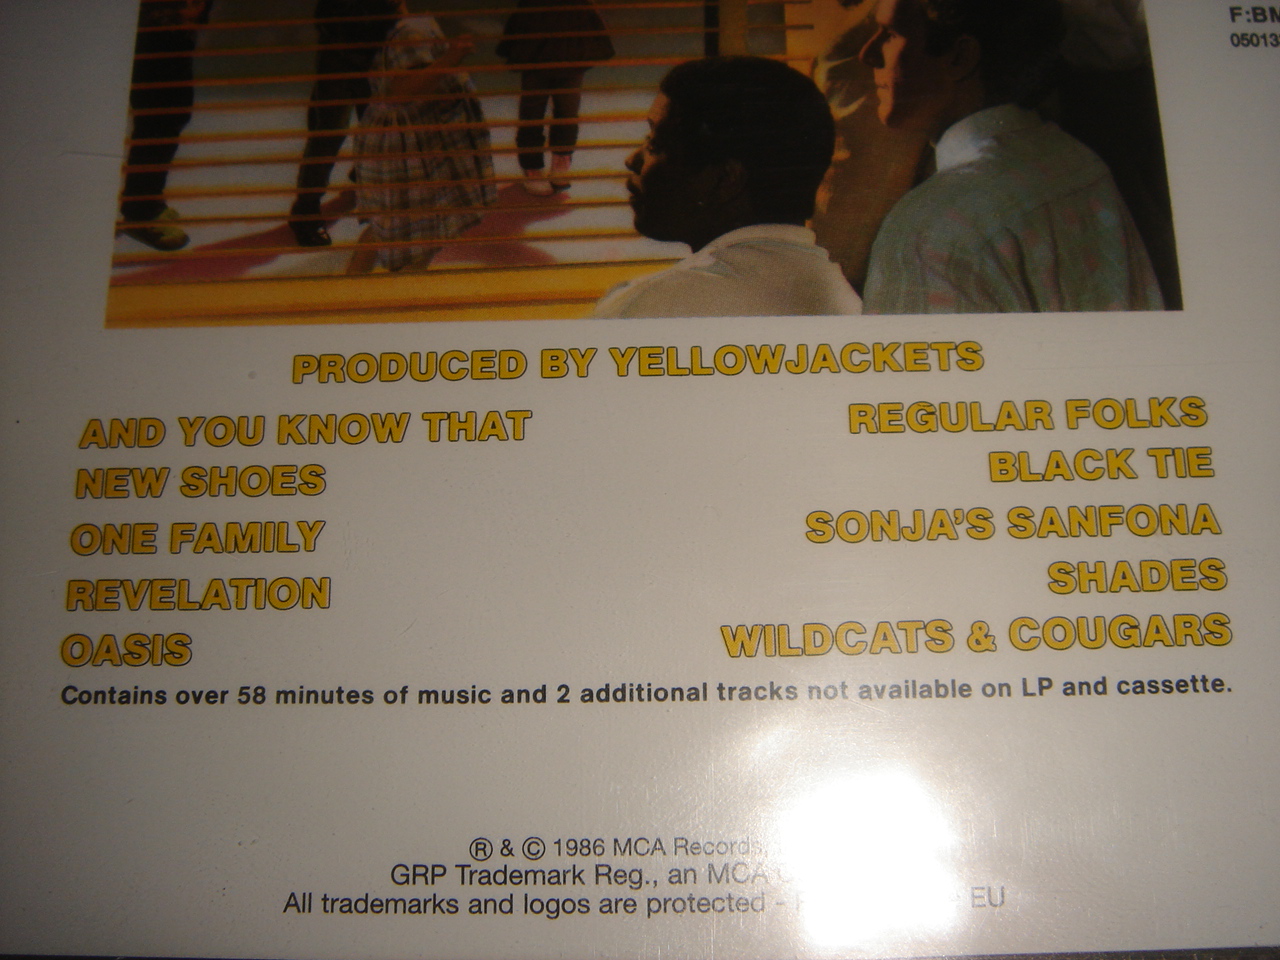 F:BM
05013
PRODUCED BY YELLOWJACKETS
AND YOU KNOW THAT
NEW SHOES
ONE FAMILY
REVELATION
OASIS
REGULAR FOLKS
BLACK TIE
SONJA'S SANFONA
SHADES
WILDCATS & COUGARS
Contains over 58 minutes of music and 2 additional tracks not available on LP and cassette.
® & © 1986 MCA Records
GRP Trademark Reg., an MCA
All trademarks and logos are protected - EU